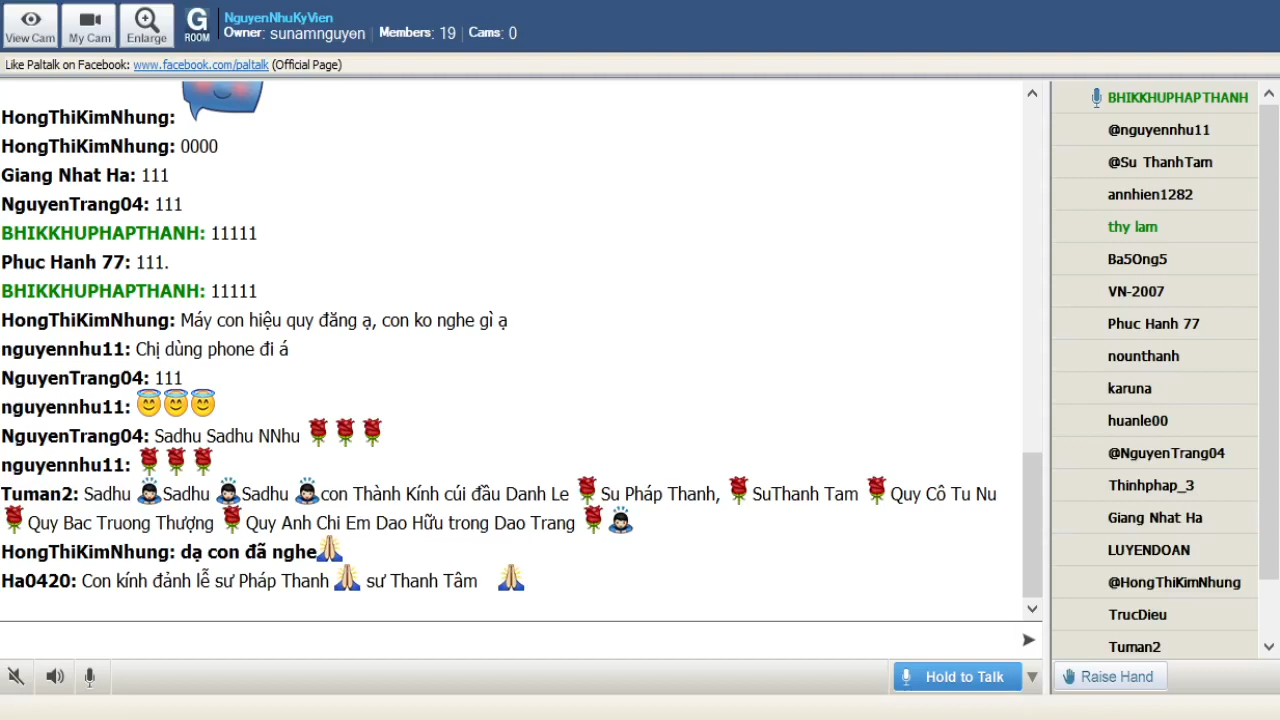 View Cam
My Cam
Enlarge
G ROOM
NguyenNhuKyVien
Owner: sunamnguyen | Members: 19 | Cams: 0
Like Paltalk on Facebook: www.facebook.com/paltalk (Official Page)
HongThiKimNhung:
HongThiKimNhung: 0000
Giang Nhat Ha: 111
NguyenTrang04: 111
BHIKKHUPHAPTHANH: 11111
Phuc Hanh 77: 111.
BHIKKHUPHAPTHANH: 11111
HongThiKimNhung: Máy con hiệu quy đăng ạ, con ko nghe gì ạ
nguyennhu11: Chị dùng phone đi á
NguyenTrang04: 111
nguyennhu11:
NguyenTrang04: Sadhu Sadhu NNhu
nguyennhu11:
Tuman2: Sadhu Sadhu Sadhu con Thành Kính cúi đầu Danh Le Su Pháp Thanh, SuThanh Tam Quy Cô Tu Nu
Quy Bac Truong Thượng Quy Anh Chi Em Dao Hữu trong Dao Trang
HongThiKimNhung: dạ con đã nghe
Ha0420: Con kính đảnh lễ sư Pháp Thanh sư Thanh Tâm
BHIKKHUPHAPTHANH
@nguyennhu11
@Su ThanhTam
annhien1282
thy lam
Ba5Ong5
VN-2007
Phuc Hanh 77
nounthanh
karuna
huanle00
@NguyenTrang04
Thinhphap_3
Giang Nhat Ha
LUYENDOAN
@HongThiKimNhung
TrucDieu
Tuman2
Hold to Talk
Raise Hand